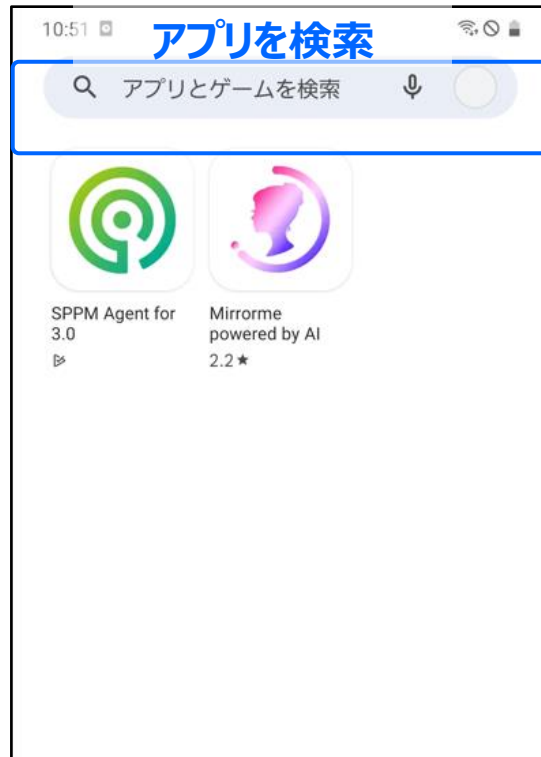 10:51
アプリを検索
アプリとゲームを検索
SPPM Agent for
3.0
Mirrorme
powered by AI
2.2★